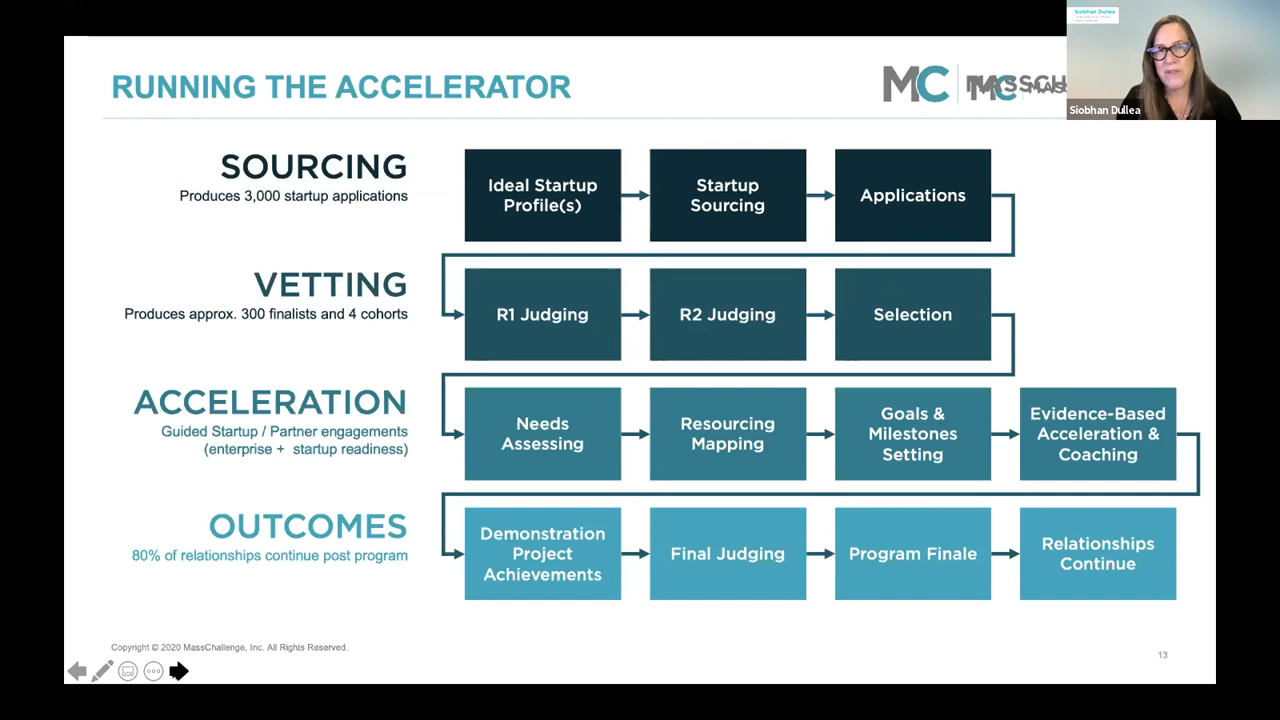 Siobhan Dullea
RUNNING THE ACCELERATOR
MC
Siobhan Dullea
SOURCING
Produces 3,000 startup applications
Ideal Startup
Profile(s)
Startup
Sourcing
Applications
VETTING
Produces approx. 300 finalists and 4 cohorts
R1 Judging
R2 Judging
Selection
ACCELERATION
Guided Startup / Partner engagements
(enterprise + startup readiness)
Needs
Assessing
Resourcing
Mapping
Goals &
Milestones
Setting
Evidence-Based
Acceleration &
Coaching
OUTCOMES
80% of relationships continue post program
Demonstration
Project
Achievements
Final Judging
Program Finale
Relationships
Continue
Copyright © 2020 MassChallenge, Inc. All Rights Reserved.
13